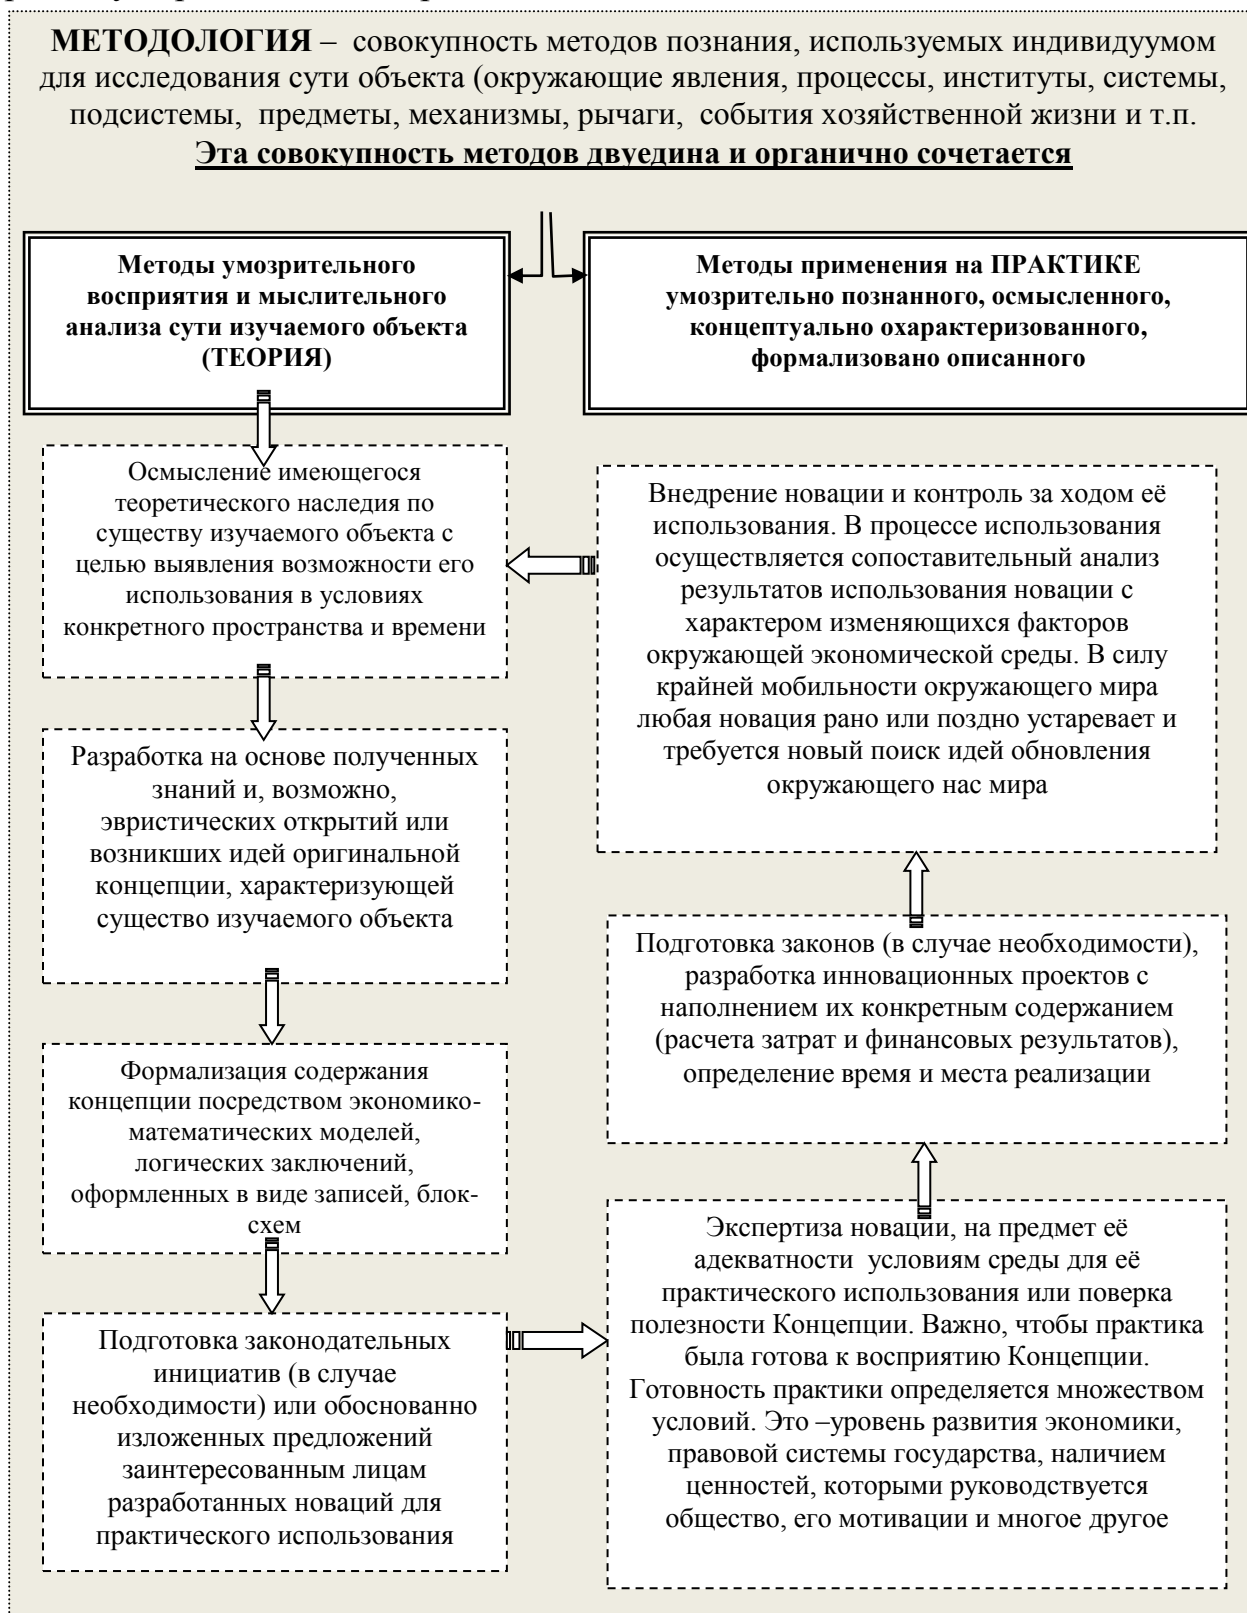 МЕТОДОЛОГИЯ – совокупность методов познания, используемых индивидуумом
для исследования сути объекта (окружающие явления, процессы, институты, системы,
подсистемы, предметы, механизмы, рычаги, события хозяйственной жизни и т.п.
Эта совокупность методов двуедина и органично сочетается
Методы умозрительного
восприятия и мыслительного
анализа сути изучаемого объекта
(ТЕОРИЯ)
Методы применения на ПРАКТИКЕ
умозрительно познанного, осмысленного,
концептуально охарактеризованного,
формализовано описанного
Осмысление имеющегося
теоретического наследия по
существу изучаемого объекта с
целью выявления возможности его
использования в условиях
конкретного пространства и времени
Разработка на основе полученных
знаний и, возможно,
эвристических открытий или
возникших идей оригинальной
концепции, характеризующей
существо изучаемого объекта
Формализация содержания
концепции посредством экономико-
математических моделей,
логических заключений,
оформленных в виде записей, блок-
схем
Подготовка законодательных
инициатив (в случае
необходимости) или обоснованно
изложенных предложений
заинтересованным лицам
разработанных новаций для
практического использования
Внедрение новации и контроль за ходом её
использования. В процессе использования
осуществляется сопоставительный анализ
результатов использования новации с
характером изменяющихся факторов
окружающей экономической среды. В силу
крайней мобильности окружающего мира
любая новация рано или поздно устаревает и
требуется новый поиск идей обновления
окружающего нас мира
Подготовка законов (в случае необходимости),
разработка инновационных проектов с
наполнением их конкретным содержанием
(расчета затрат и финансовых результатов),
определение время и места реализации
Экспертиза новации, на предмет её
адекватности условиям среды для её
практического использования или поверка
полезности Концепции. Важно, чтобы практика
была готова к восприятию Концепции.
Готовность практики определяется множеством
условий. Это –уровень развития экономики,
правовой системы государства, наличием
ценностей, которыми руководствуется
общество, его мотивации и многое другое